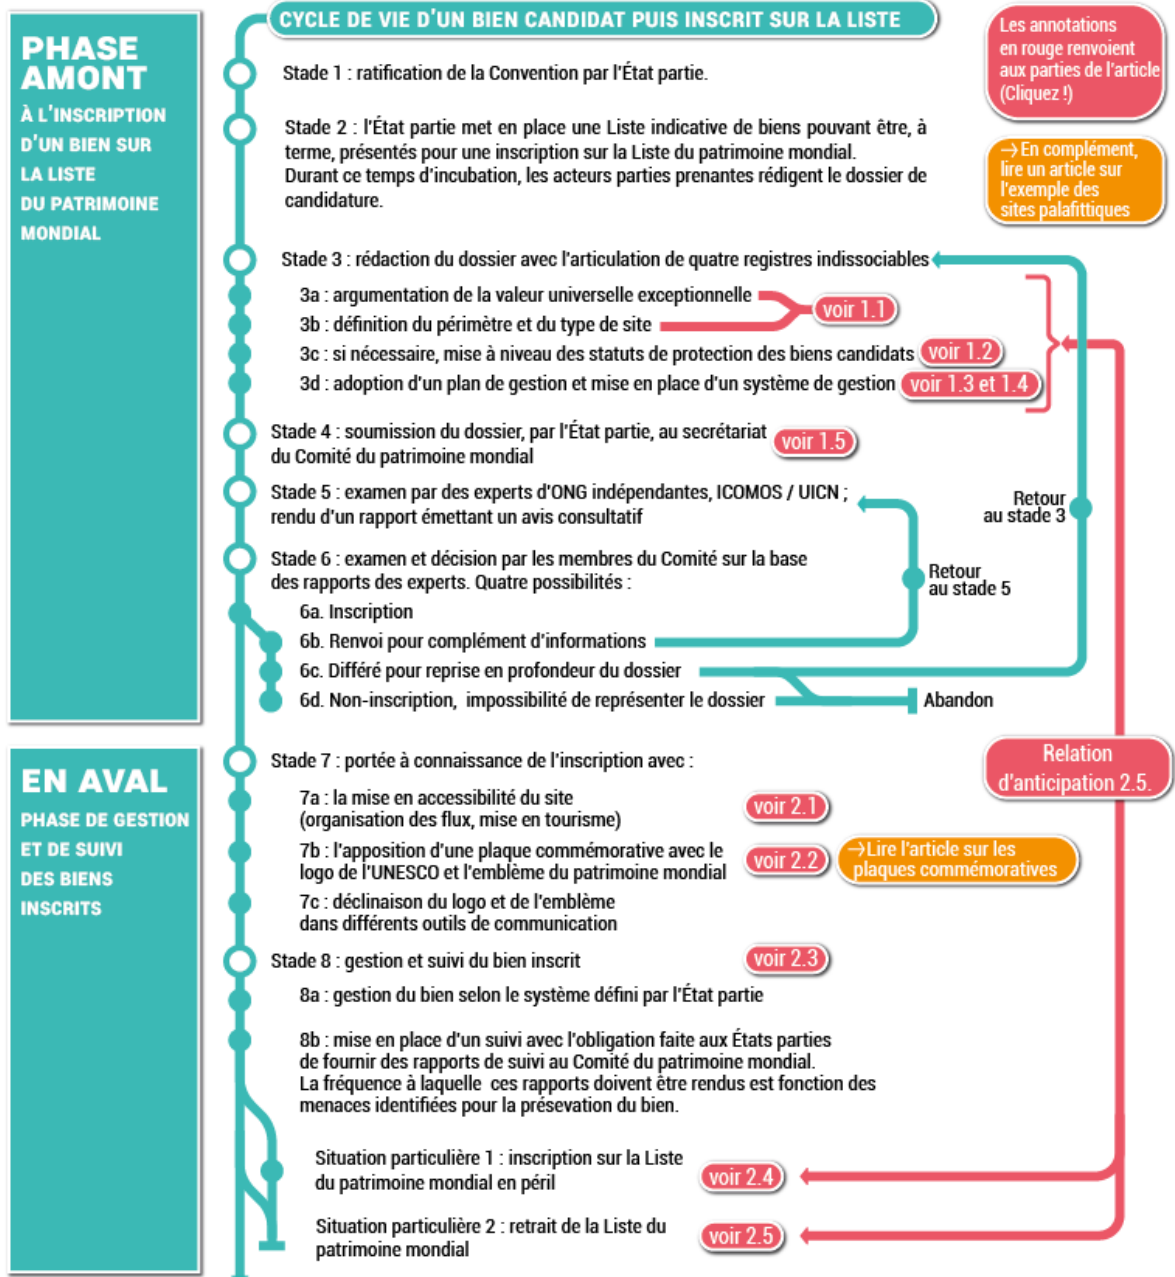 CYCLE DE VIE D'UN BIEN CANDIDAT PUIS INSCRIT SUR LA LISTE
Les annotations
en rouge renvoient
aux parties de l'article
(Cliquez !)
→En complément,
lire un article sur
l'exemple des
sites palafittiques
PHASE
AMONT
À L'INSCRIPTION
D'UN BIEN SUR
LA LISTE
DU PATRIMOINE
MONDIAL
Stade 1 : ratification de la Convention par l'État partie.
Stade 2 : l'État partie met en place une Liste indicative de biens pouvant être, à
terme, présentés pour une inscription sur la Liste du patrimoine mondial.
Durant ce temps d'incubation, les acteurs parties prenantes rédigent le dossier de
candidature.
Stade 3 : rédaction du dossier avec l'articulation de quatre registres indissociables
3a : argumentation de la valeur universelle exceptionnelle
3b : définition du périmètre et du type de site
voir 1.1
3c : si nécessaire, mise à niveau des statuts de protection des biens candidats voir 1.2
3d : adoption d'un plan de gestion et mise en place d'un système de gestion voir 1.3 et 1.4
Stade 4 : soumission du dossier, par l'État partie, au secrétariat
du Comité du patrimoine mondial
voir 1.5
Stade 5 : examen par des experts d'ONG indépendantes, ICOMOS / UICN ;
rendu d'un rapport émettant un avis consultatif
Retour
au stade 3
Stade 6 : examen et décision par les membres du Comité sur la base
des rapports des experts. Quatre possibilités :
Retour
au stade 5
6a. Inscription
6b. Renvoi pour complément d'informations
6c. Différé pour reprise en profondeur du dossier
6d. Non-inscription, impossibilité de représenter le dossier
Abandon
EN AVAL
PHASE DE GESTION
ET DE SUIVI
DES BIENS
INSCRITS
Relation
d'anticipation 2.5.
Stade 7 : portée à connaissance de l'inscription avec :
7a : la mise en accessibilité du site
(organisation des flux, mise en tourisme)
voir 2.1
7b : l'apposition d'une plaque commémorative avec le
logo de l'UNESCO et l'emblème du patrimoine mondial
voir 2.2
→Lire l'article sur les
plaques commémoratives
7c : déclinaison du logo et de l'emblème
dans différents outils de communication
Stade 8 : gestion et suivi du bien inscrit
voir 2.3
8a : gestion du bien selon le système défini par l'État partie
8b : mise en place d'un suivi avec l'obligation faite aux États parties
de fournir des rapports de suivi au Comité du patrimoine mondial.
La fréquence à laquelle ces rapports doivent être rendus est fonction des
menaces identifiées pour la présevation du bien.
Situation particulière 1 : inscription sur la Liste
du patrimoine mondial en péril
voir 2.4
Situation particulière 2 : retrait de la Liste du
patrimoine mondial
voir 2.5